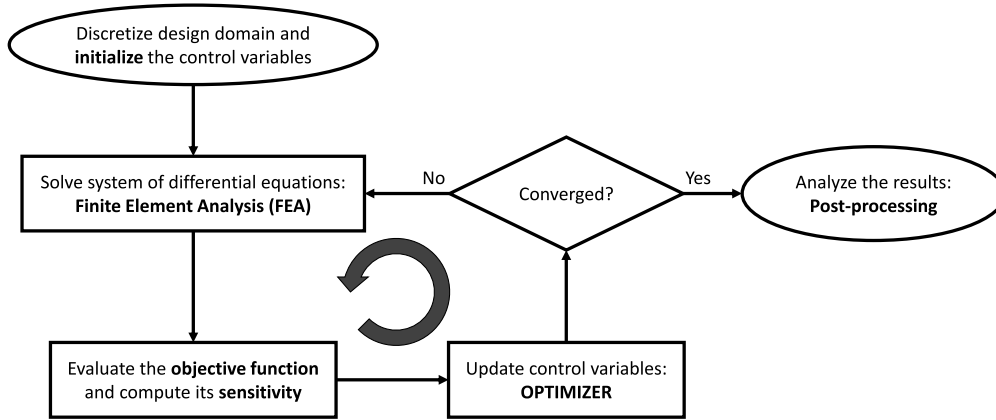 Discretize design domain and
initialize the control variables
Solve system of differential equations:
Finite Element Analysis (FEA)
Evaluate the objective function
and compute its sensitivity
Update control variables:
OPTIMIZER
Converged?
No
Yes
Analyze the results:
Post-processing